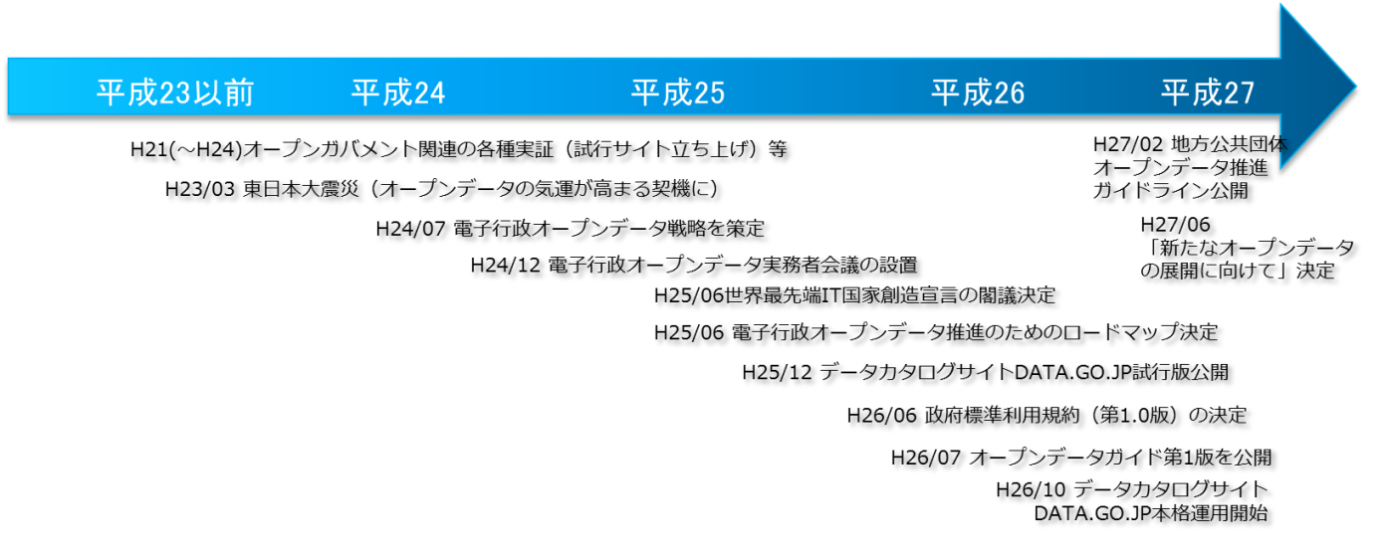 平成23以前 平成24 平成25 平成26 平成27
H21(～H24)オープンガバメント関連の各種実証（試行サイト立ち上げ）等
H23/03 東日本大震災（オープンデータの気運が高まる契機に）
H24/07 電子行政オープンデータ戦略を策定
H24/12 電子行政オープンデータ実務者会議の設置
H25/06世界最先端IT国家創造宣言の閣議決定
H25/06 電子行政オープンデータ推進のためのロードマップ決定
H25/12 データカタログサイトDATA.GO.JP試行版公開
H26/06 政府標準利用規約（第1.0版）の決定
H26/07 オープンデータガイド第1版を公開
H26/10 データカタログサイト
DATA.GO.JP本格運用開始
H27/02 地方公共団体
オープンデータ推進
ガイドライン公開
H27/06
「新たなオープンデータ
の展開に向けて」決定